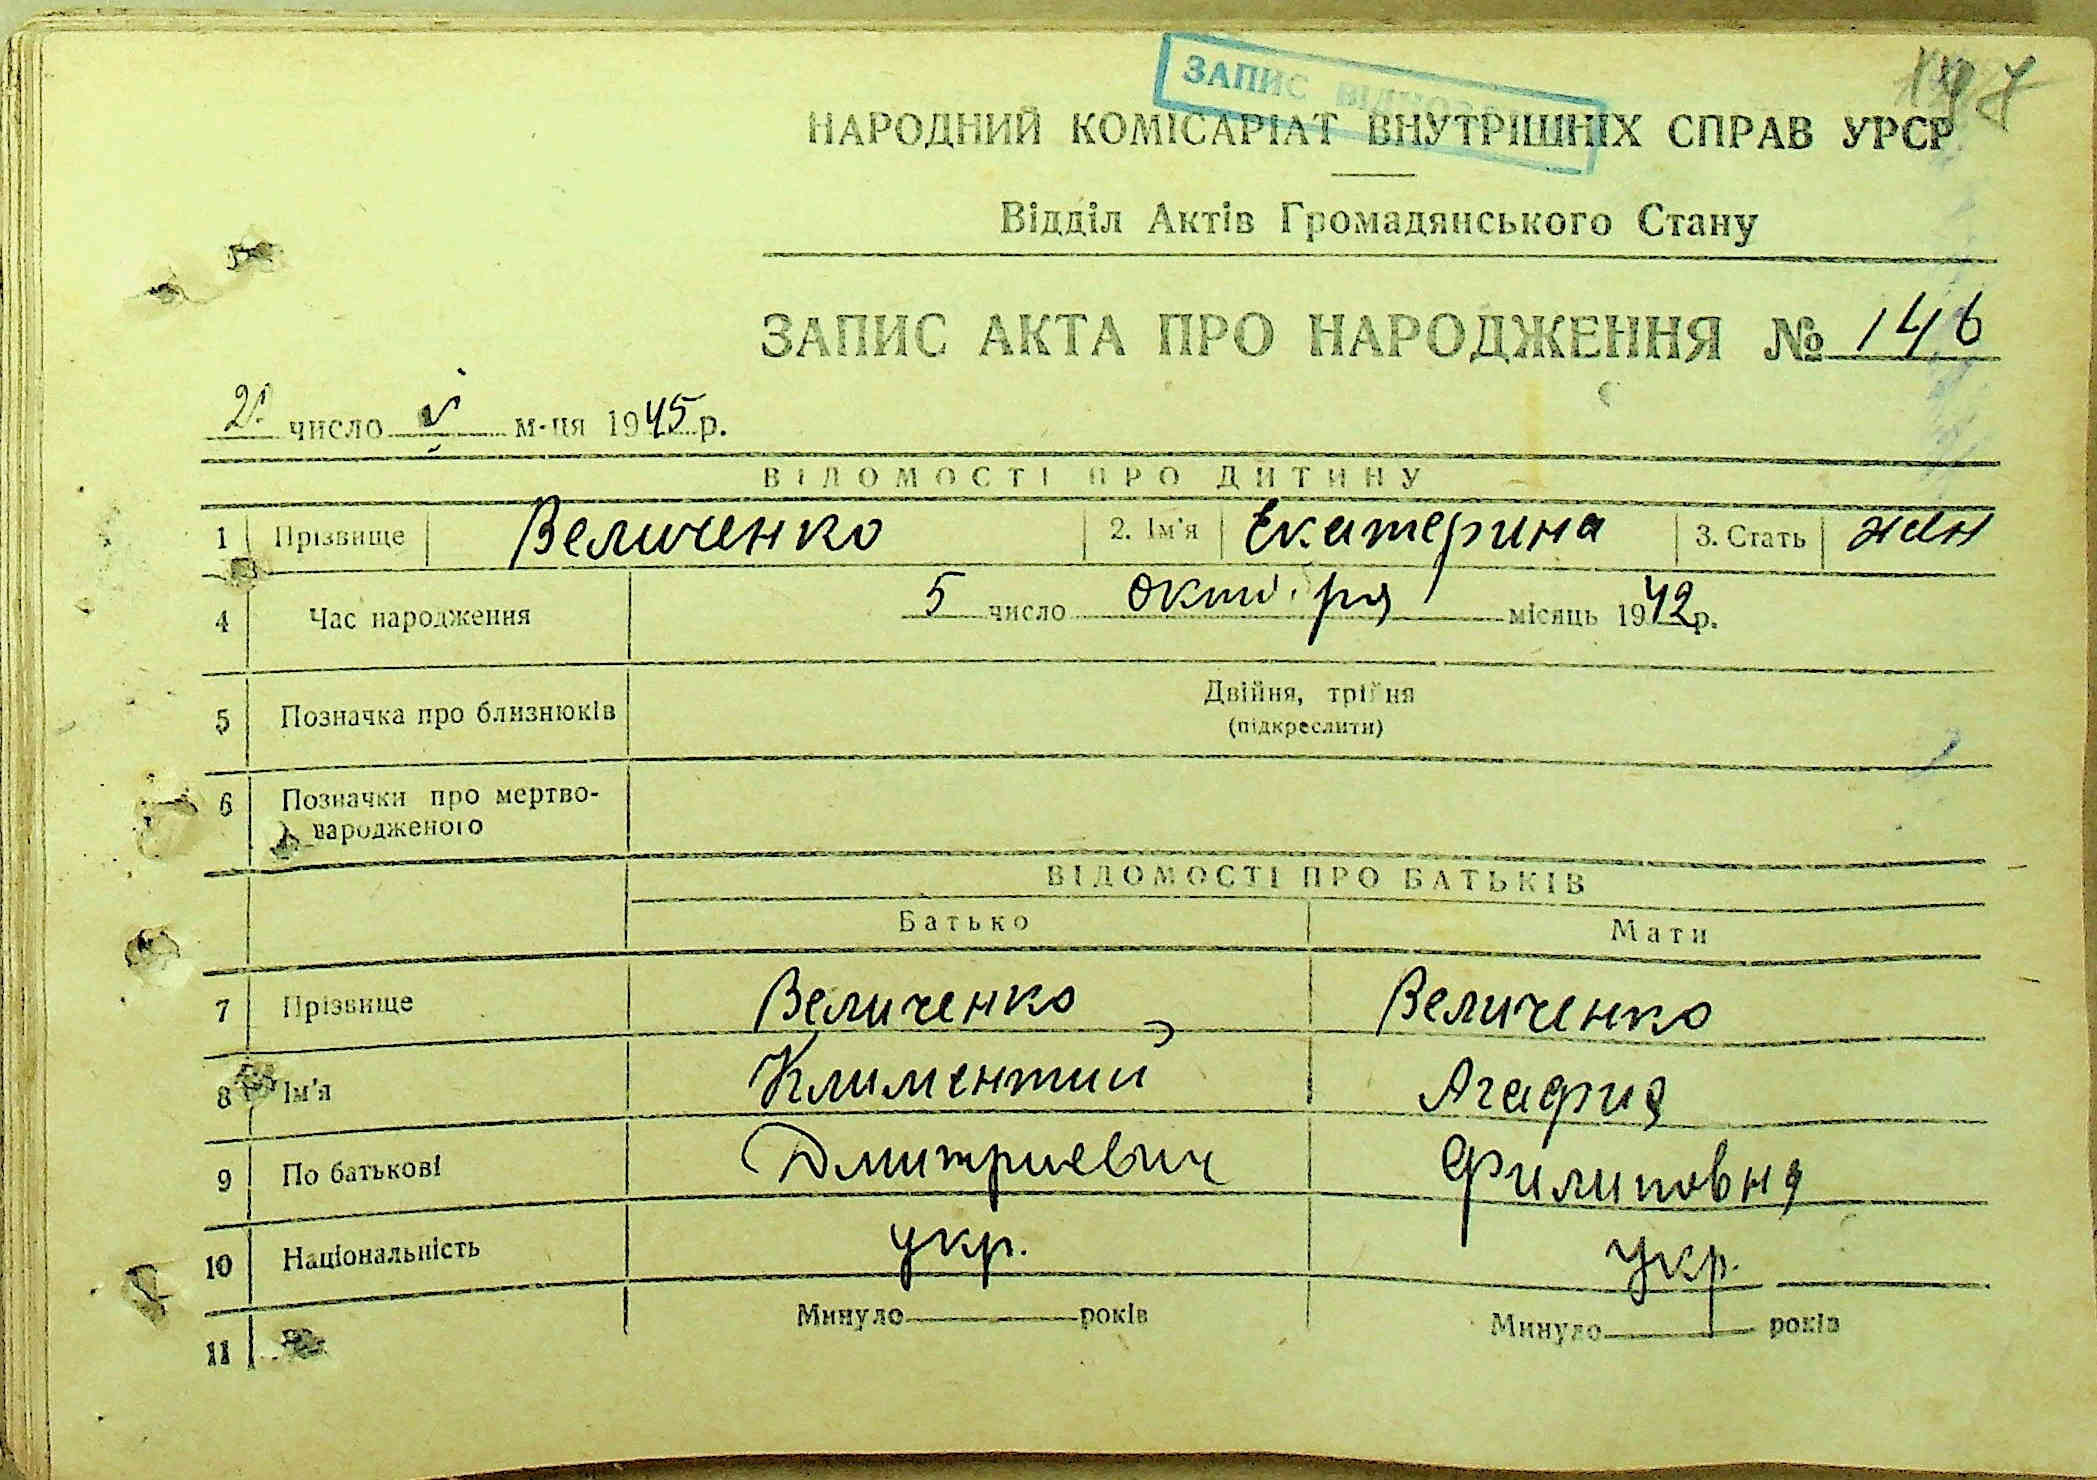 ЗАПИС ВІДНОВЛЕНО
НАРОДНИЙ КОМІСАРІАТ ВНУТРІШНІХ СПРАВ УРСР
Відділ Актів Громадянського Стану
ЗАПИС АКТА ПРО НАРОДЖЕННЯ № 146
число V м-ця 1945 р.
ВІДОМОСТІ ПРО ДИТИНУ
1 Прізвище Величенко 2. Ім'я Екатерина 3. Стать жен
4 Час народження 5 число октября місяць 1942 р.
5 Позначка про близнюків Двійня, трійня
(підкреслити)
6 Позначки про мертво-
народженого
ВІДОМОСТІ ПРО БАТЬКІВ
Батько Мати
7 Прізвище Величенко Величенко
8 Ім'я Климентий Агафия
9 По батькові Дмитриевич Филиповна
10 Національність укр. укр.
11 Минуло років Минуло років